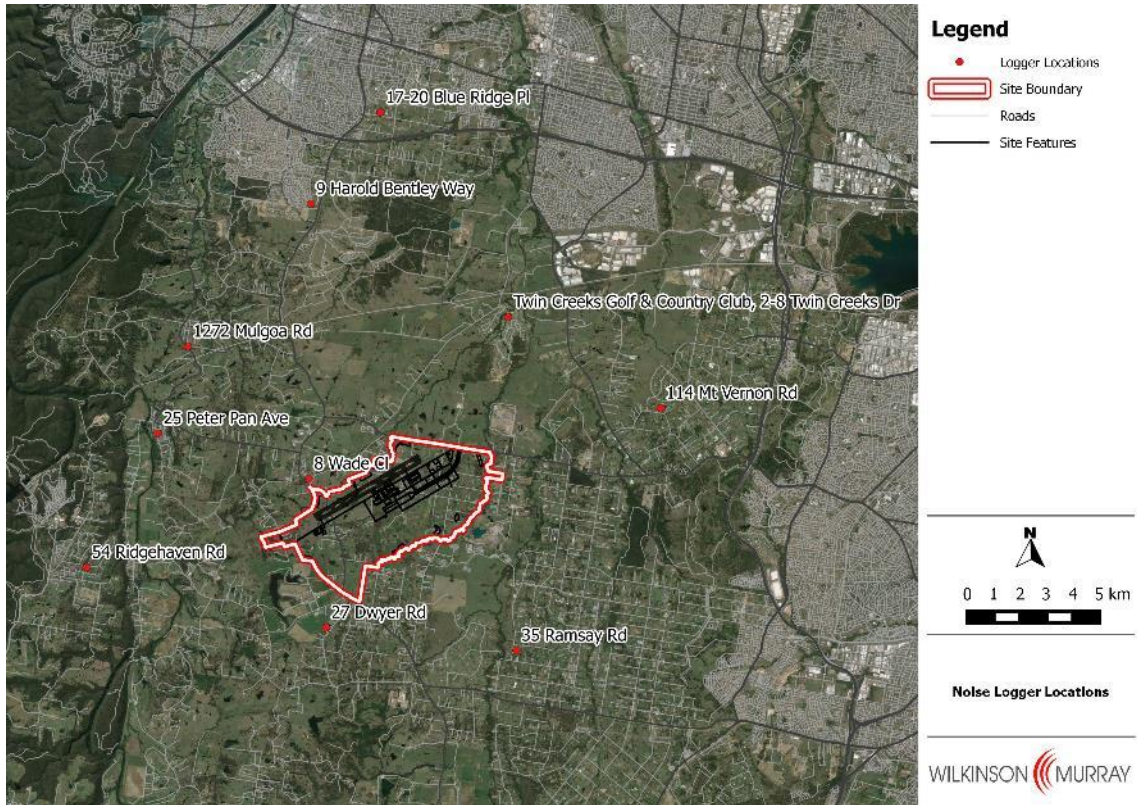 17-20 Blue Ridge Pl
9 Harold Bentley Way
Twin Creeks Golf & Country Club, 2-8 Twin Creeks Dr
1272 Mulgoa Rd
114 Mt Vernon Rd
25 Peter Pan Ave
8 Wade Cl
54 Ridgehaven Rd
27 Dwyer Rd
35 Ramsay Rd
Legend
Logger Locations
Site Boundary
Roads
Site Features
N
0 1 2 3 4 5 km
Noise Logger Locations
WILKINSON MURRAY